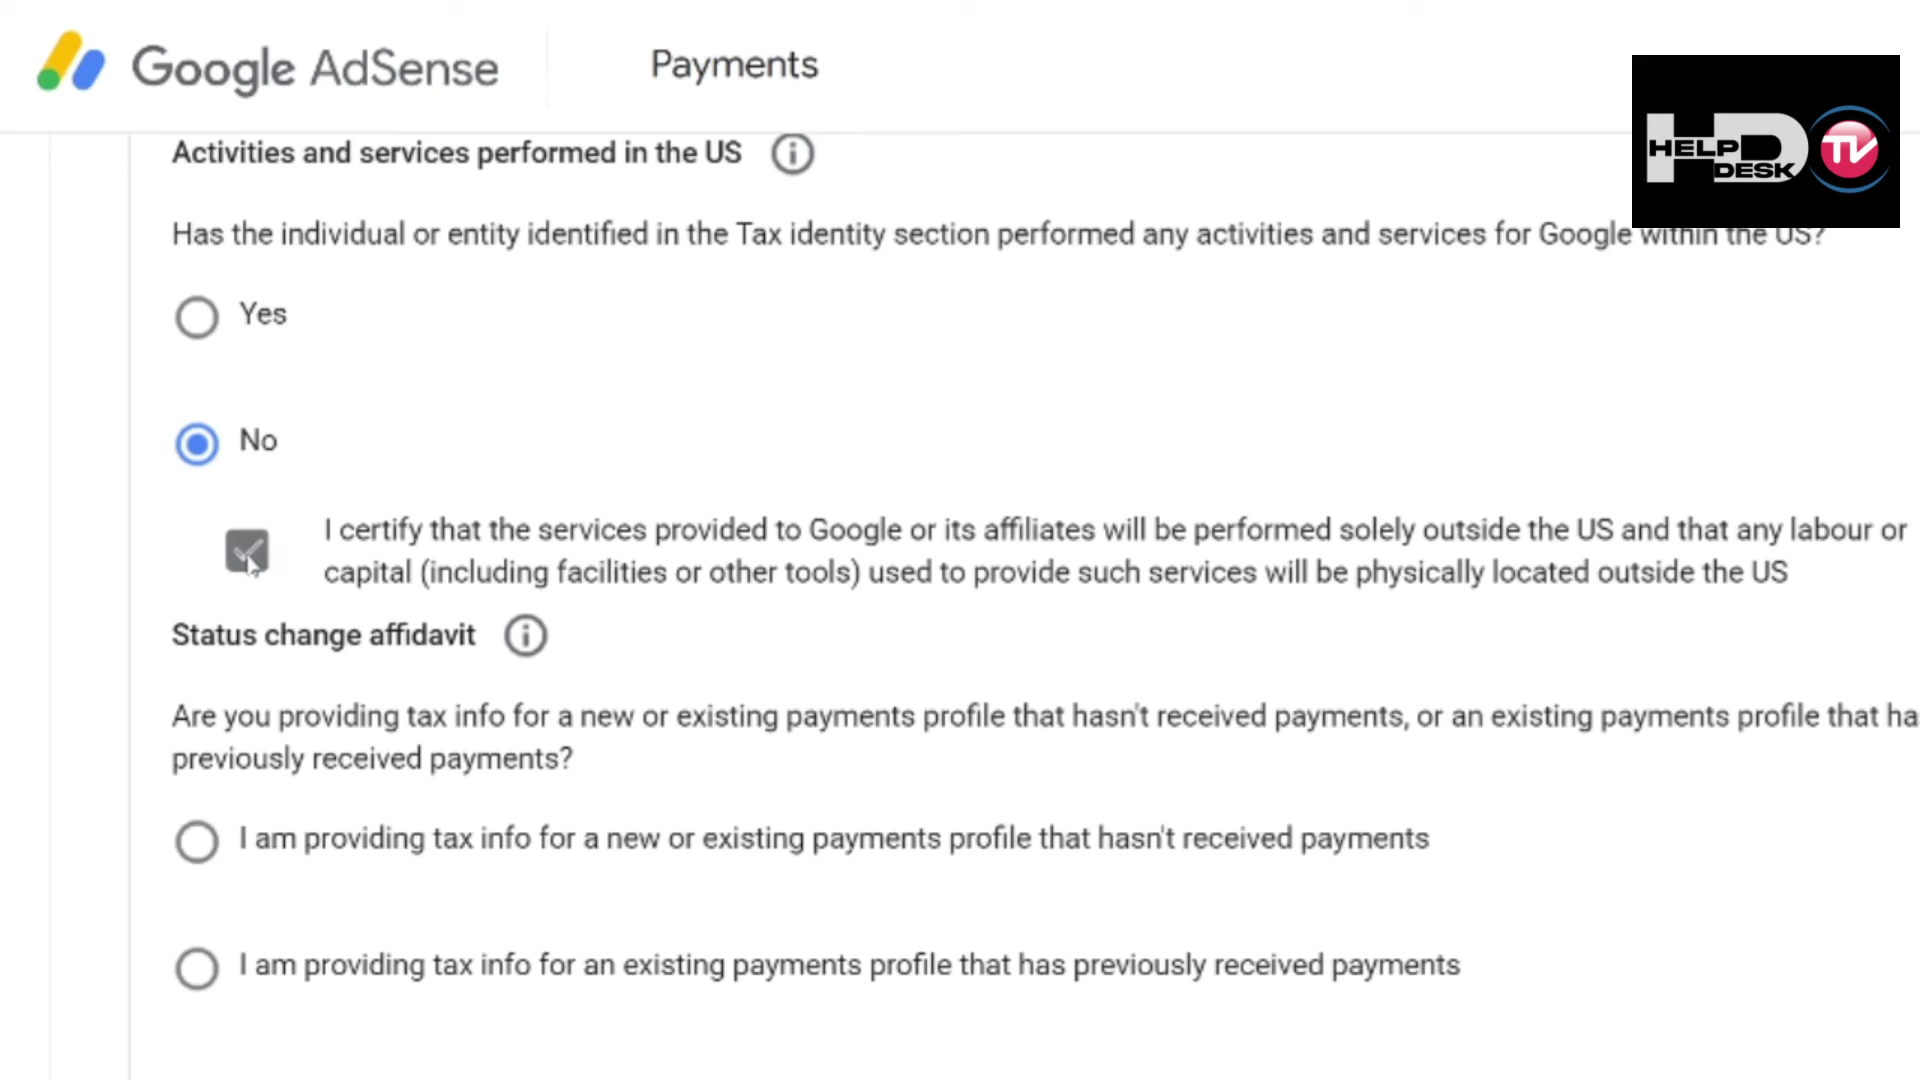 Google AdSense
Payments
HELP DESK TV
Activities and services performed in the US
Has the individual or entity identified in the Tax identity section performed any activities and services for Google within the US?
Yes
No
I certify that the services provided to Google or its affiliates will be performed solely outside the US and that any labour or
capital (including facilities or other tools) used to provide such services will be physically located outside the US
Status change affidavit
Are you providing tax info for a new or existing payments profile that hasn't received payments, or an existing payments profile that ha
previously received payments?
I am providing tax info for a new or existing payments profile that hasn't received payments
I am providing tax info for an existing payments profile that has previously received payments